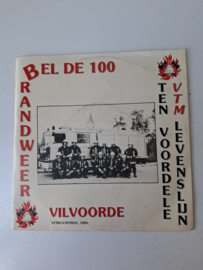 BEL DE 100
BRANDWEER
VILVOORDE
TEN VOORDELE
VTM LEVENSLIJN